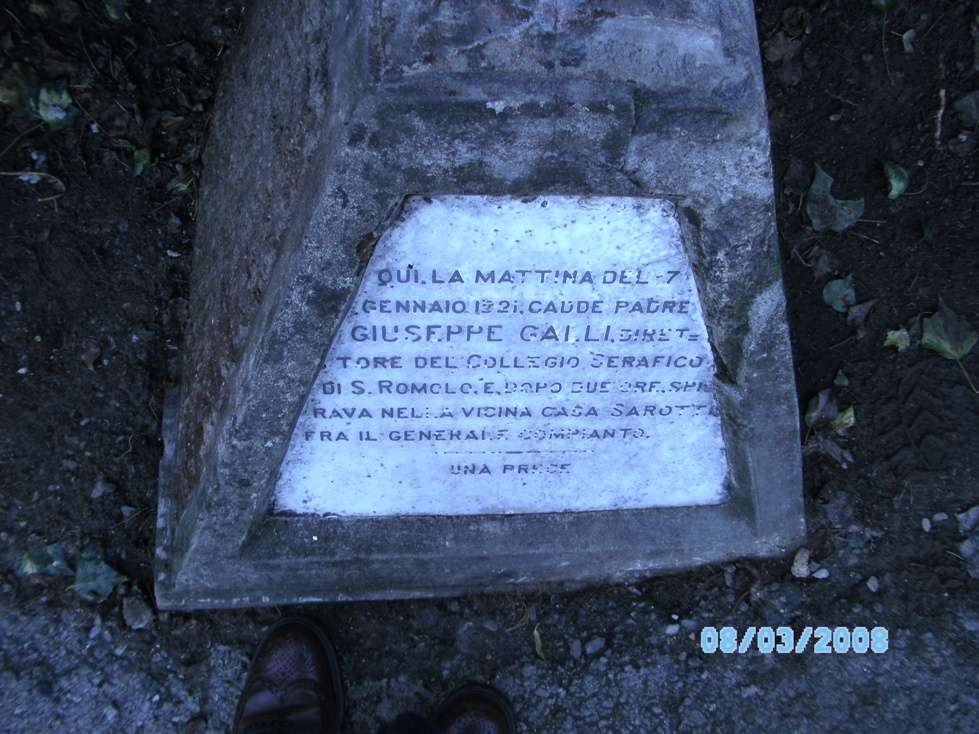 QUI, LA MATTINA DEL 7
GENNAIO 1921, CADDE PADRE
GIUSEPPE GALLI, DIRET=
TORE DEL COLLEGIO SERAFICO
DI S. ROMOLO, E, DOPO DUE ORE, SPI
RAVA NELLA VICINA CASA
FRA IL GENERALE COMPIANTO.
UNA PRECE
08/03/2008